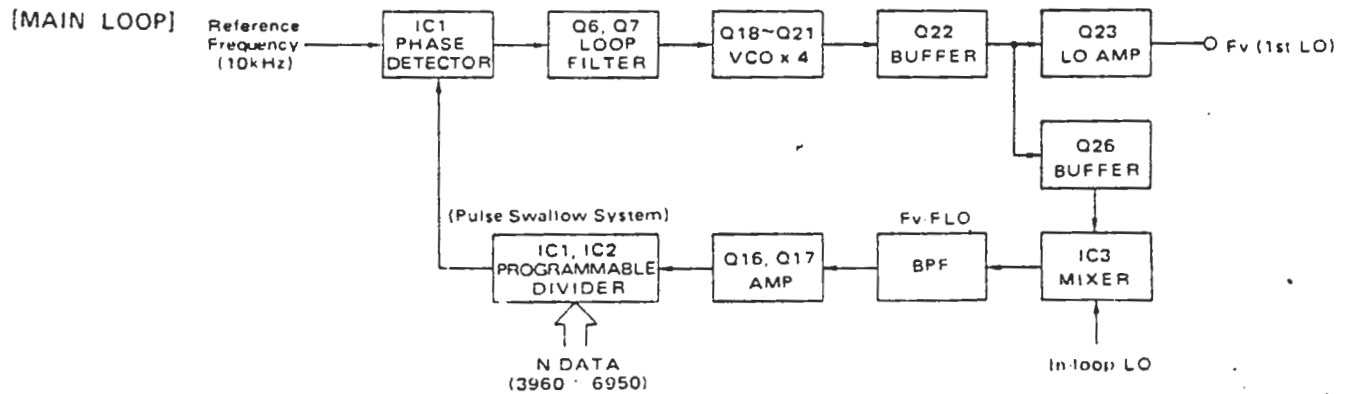 [MAIN LOOP]
Reference
Frequency
(10kHz)
IC1
PHASE
DETECTOR
Q6, Q7
LOOP
FILTER
Q18~Q21
VCO x 4
Q22
BUFFER
Q23
LO AMP
Fv (1st LO)
Q26
BUFFER
(Pulse Swallow System)
Fv-FLO
IC1, IC2
PROGRAMMABLE
DIVIDER
Q16, Q17
AMP
BPF
IC3
MIXER
N DATA
(3960 - 6950)
In-loop LO